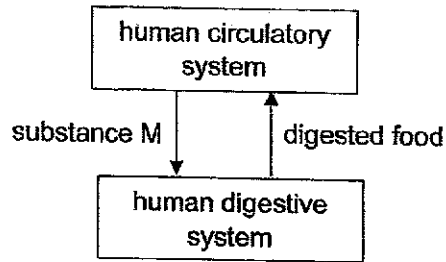 human circulatory
system
substance M
digested food
human digestive
system